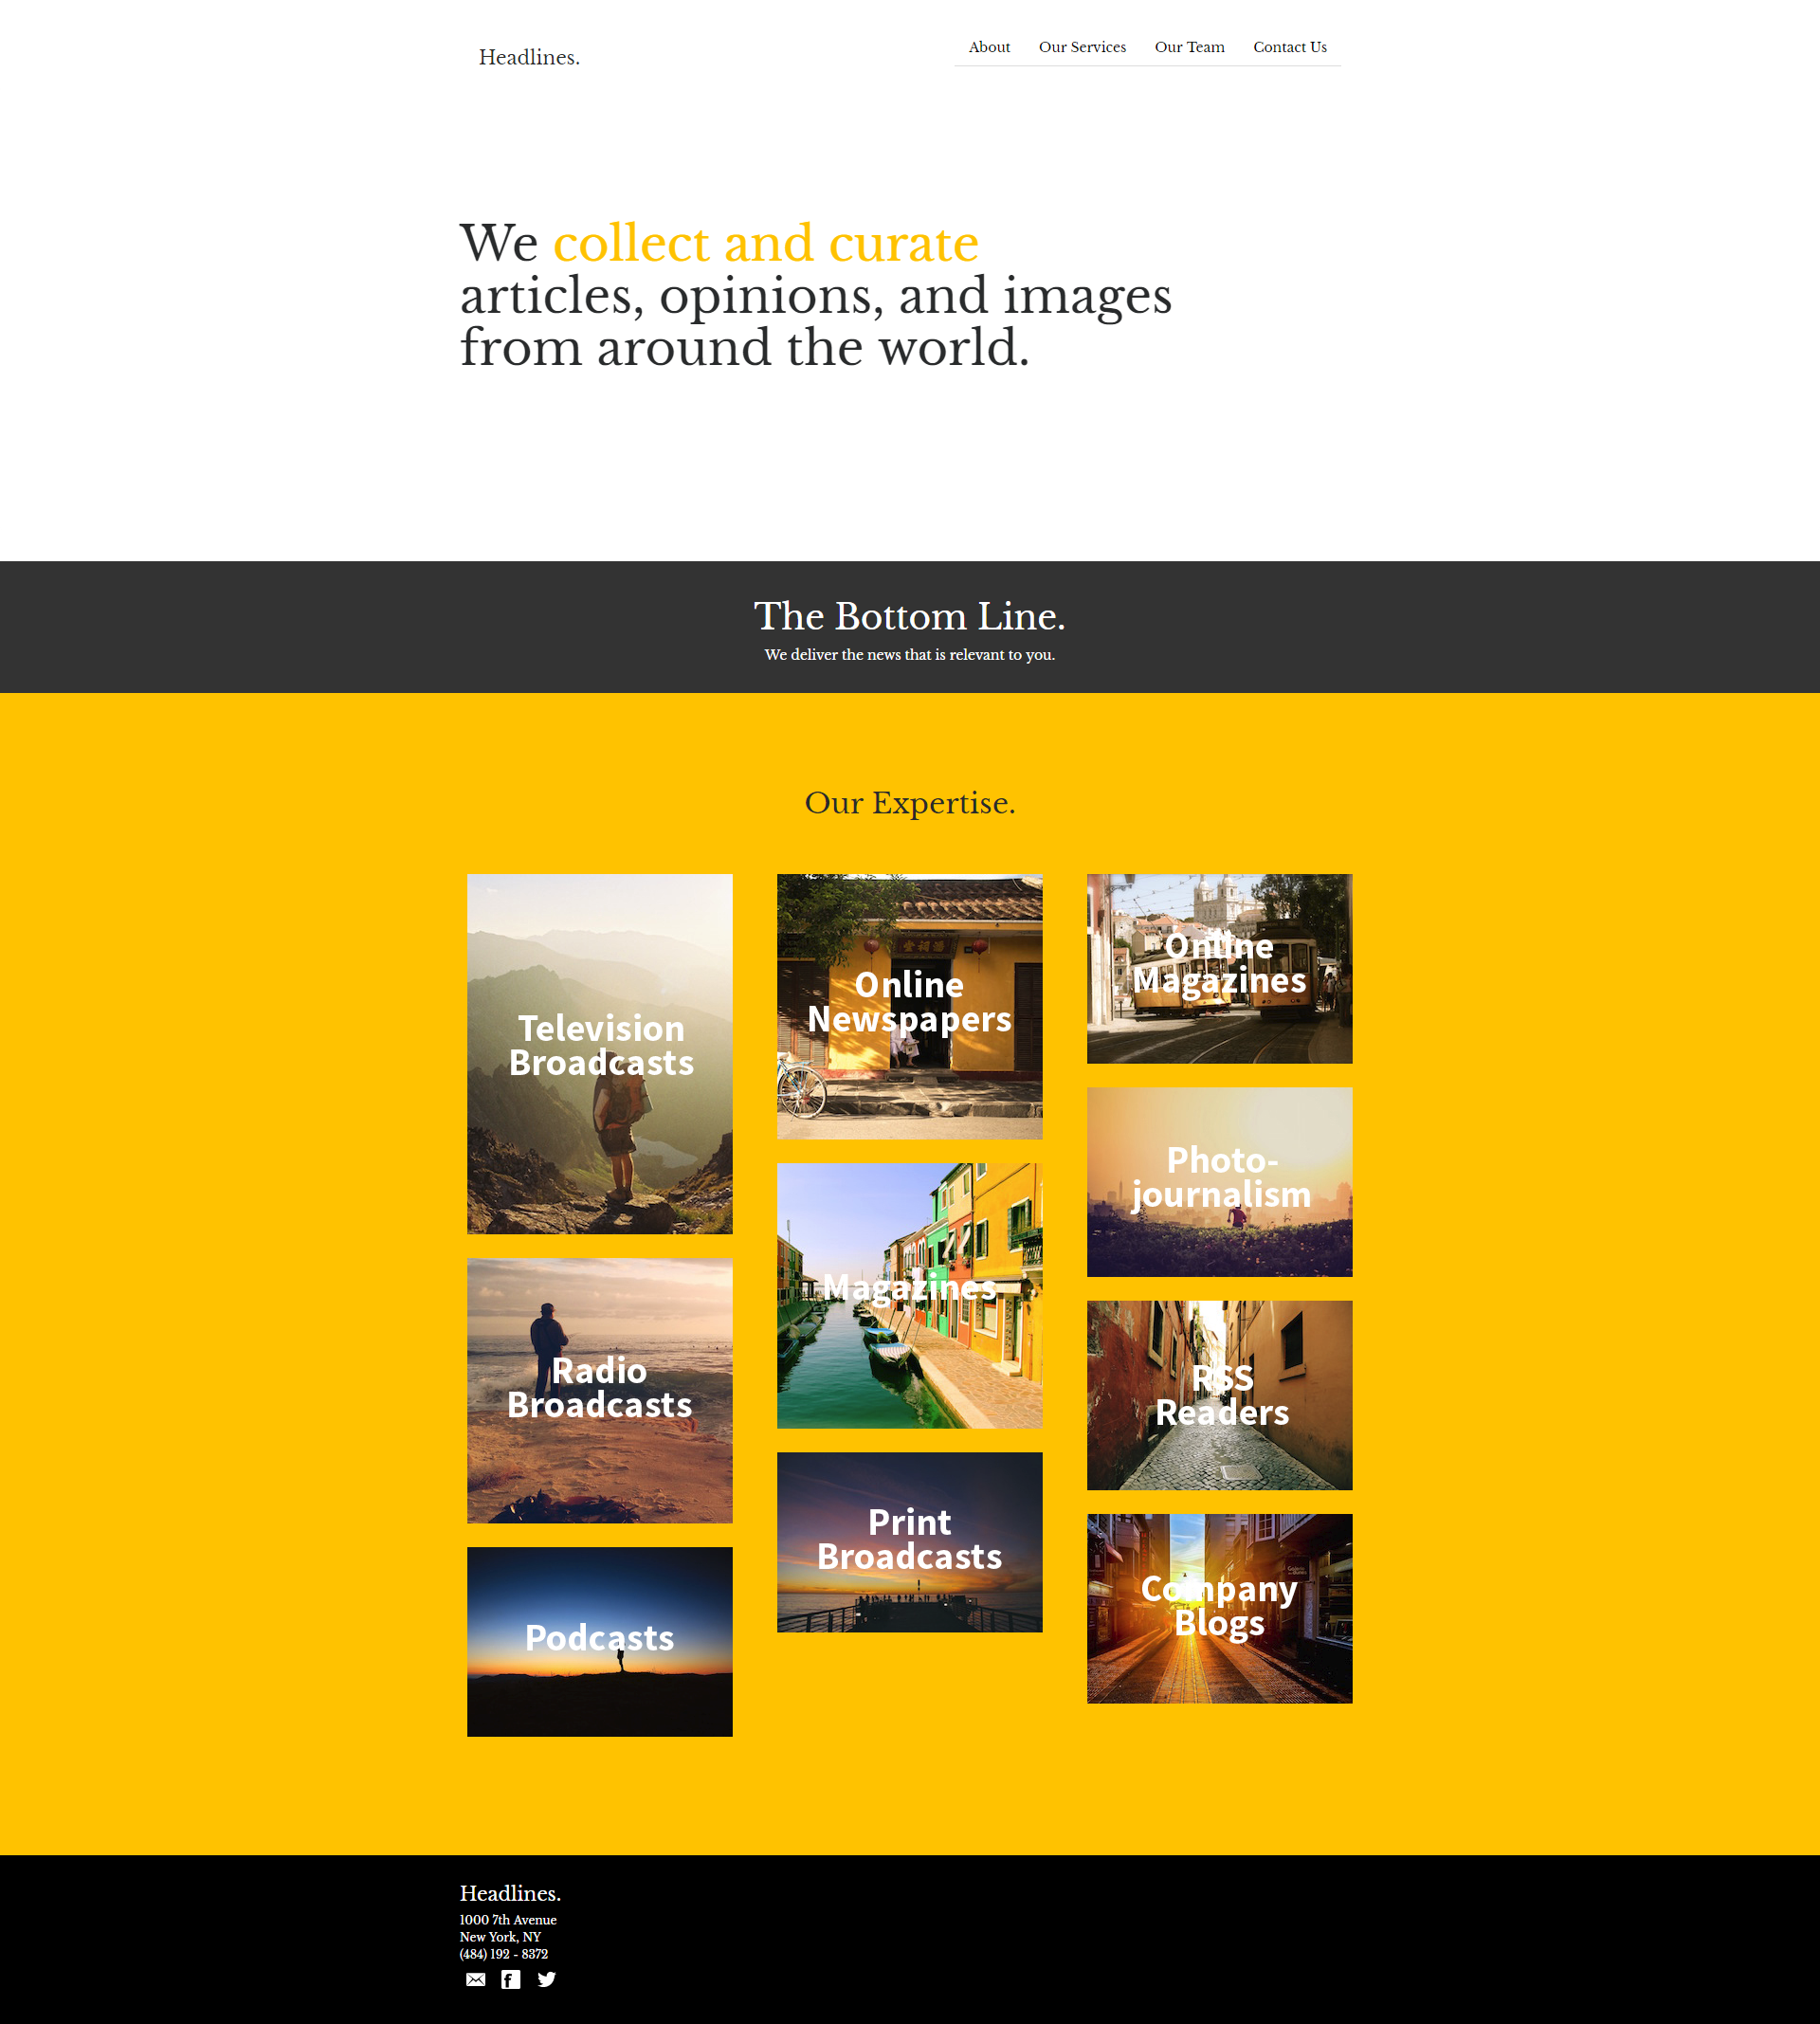 Headlines.
About
Our Services
Our Team
Contact Us
We collect and curate
articles, opinions, and images
from around the world.
The Bottom Line.
We deliver the news that is relevant to you.
Our Expertise.
Television
Broadcasts
Radio
Broadcasts
Podcasts
Online
Newspapers
Magazines
Print
Broadcasts
Online
Magazines
Photo-
journalism
RSS
Readers
Company
Blogs
Headlines.
1000 7th Avenue
New York, NY
(484) 192 - 8372